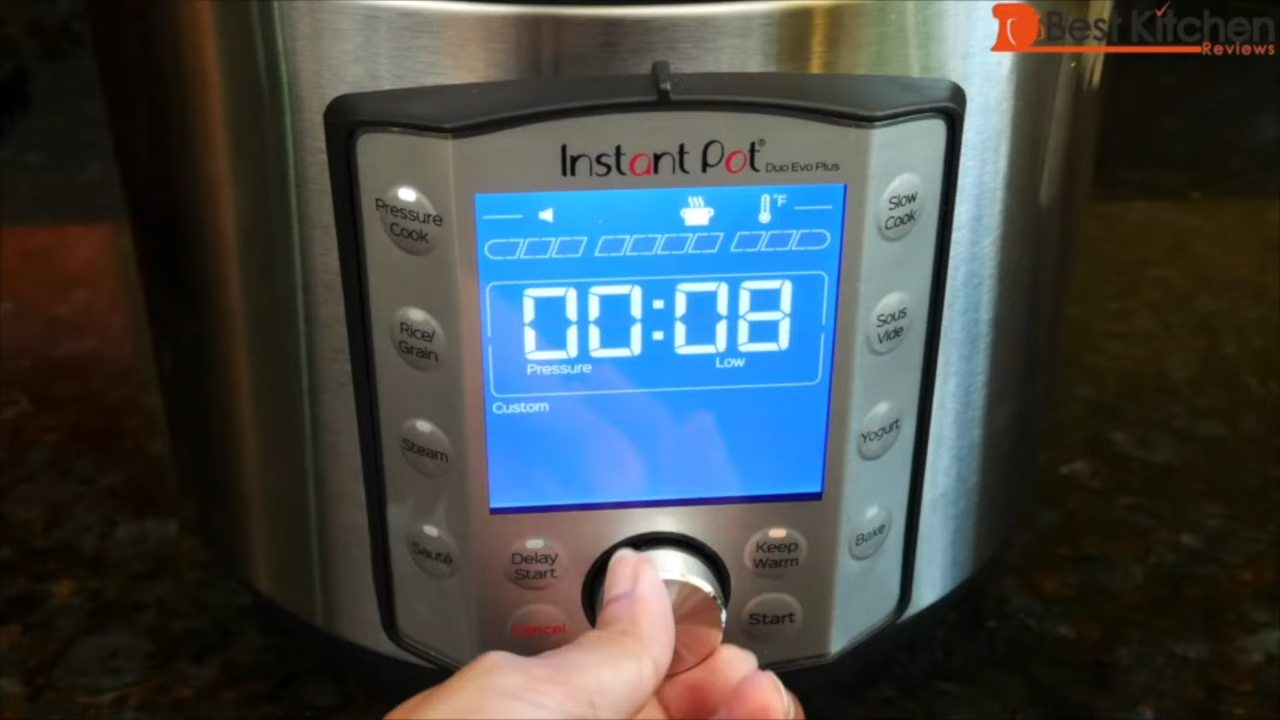 Best Kitchen
Reviews
Instant Pot® Duo Evo Plus
°F
00:08
Pressure Low
Custom
Pressure
Cook
Rice/
Grain
Steam
Sauté
Delay
Start
Cancel
Keep
Warm
Start
Slow
Cook
Sous
Vide
Yogurt
Bake